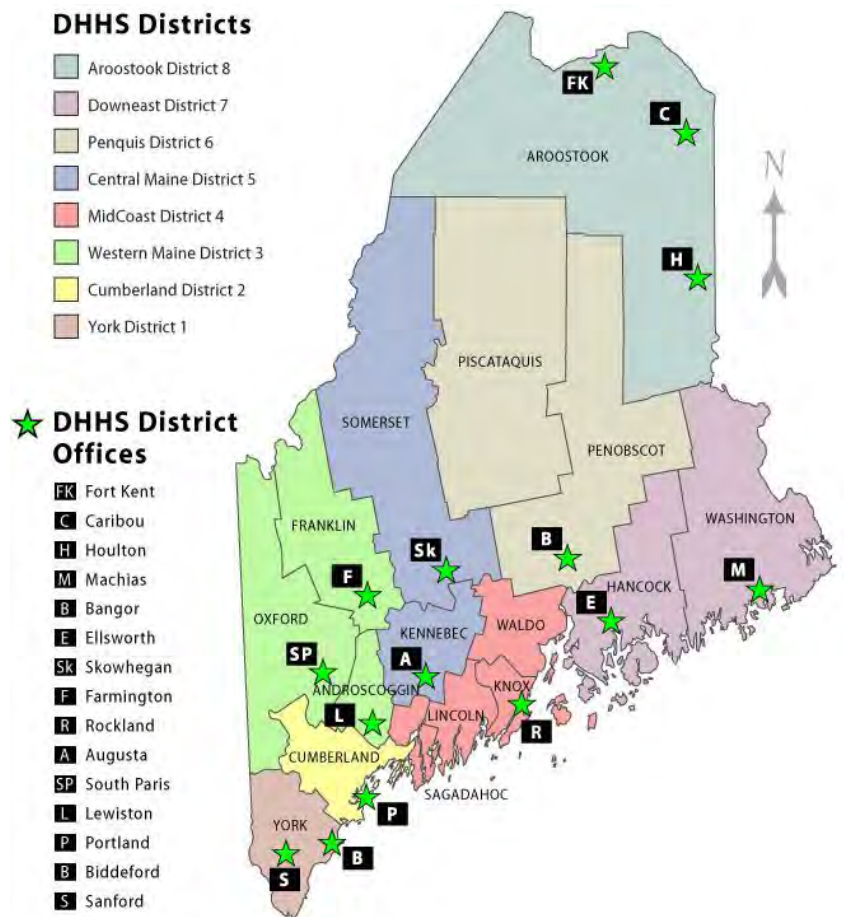 DHHS Districts
Aroostook District 8
Downeast District 7
Penquis District 6
Central Maine District 5
MidCoast District 4
Western Maine District 3
Cumberland District 2
York District 1
DHHS District
Offices
FK Fort Kent
C Caribou
H Houlton
M Machias
B Bangor
E Ellsworth
Sk Skowhegan
F Farmington
R Rockland
A Augusta
SP South Paris
L Lewiston
P Portland
B Biddeford
S Sanford
FK
C
AROOSTOOK
N
H
PISCATAQUIS
SOMERSET
PENOBSCOT
WASHINGTON
FRANKLIN
Sk
B
M
F
HANCOCK
E
OXFORD
WALDO
KENNEBEC
SP
A
ANDROSCOGGIN
KNOX
L
LINCOLN
R
CUMBERLAND
SAGADAHOC
P
YORK
B
S